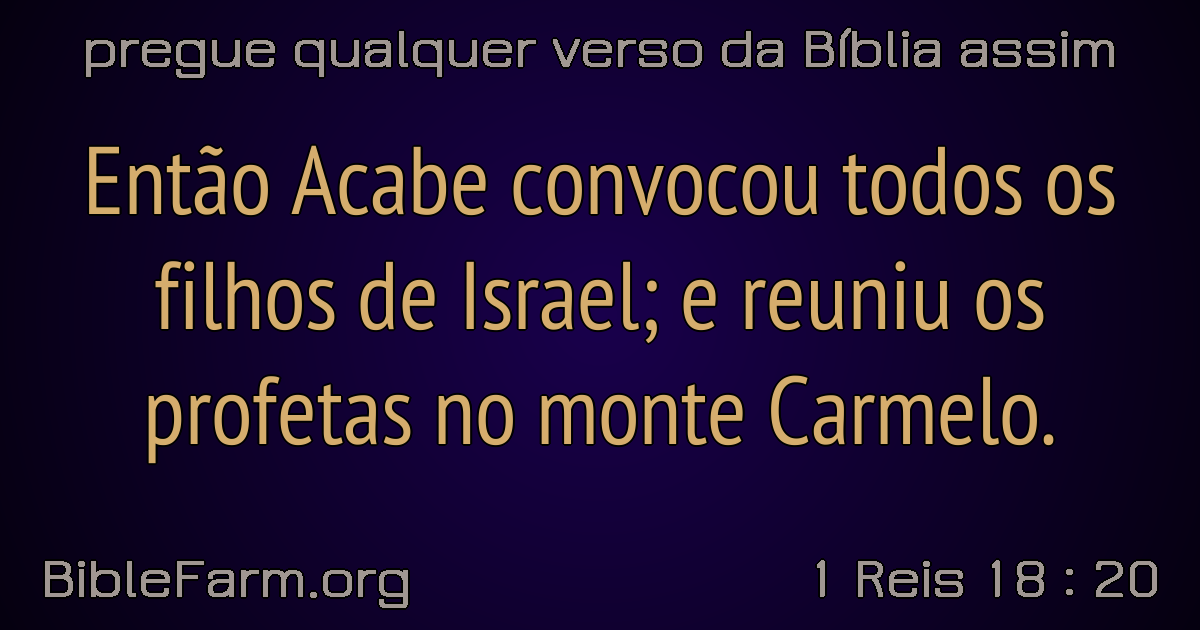 pregue qualquer verso da Bíblia assim
Então Acabe convocou todos os
filhos de Israel; e reuniu os
profetas no monte Carmelo.
BibleFarm.org
1 Reis 18 : 20